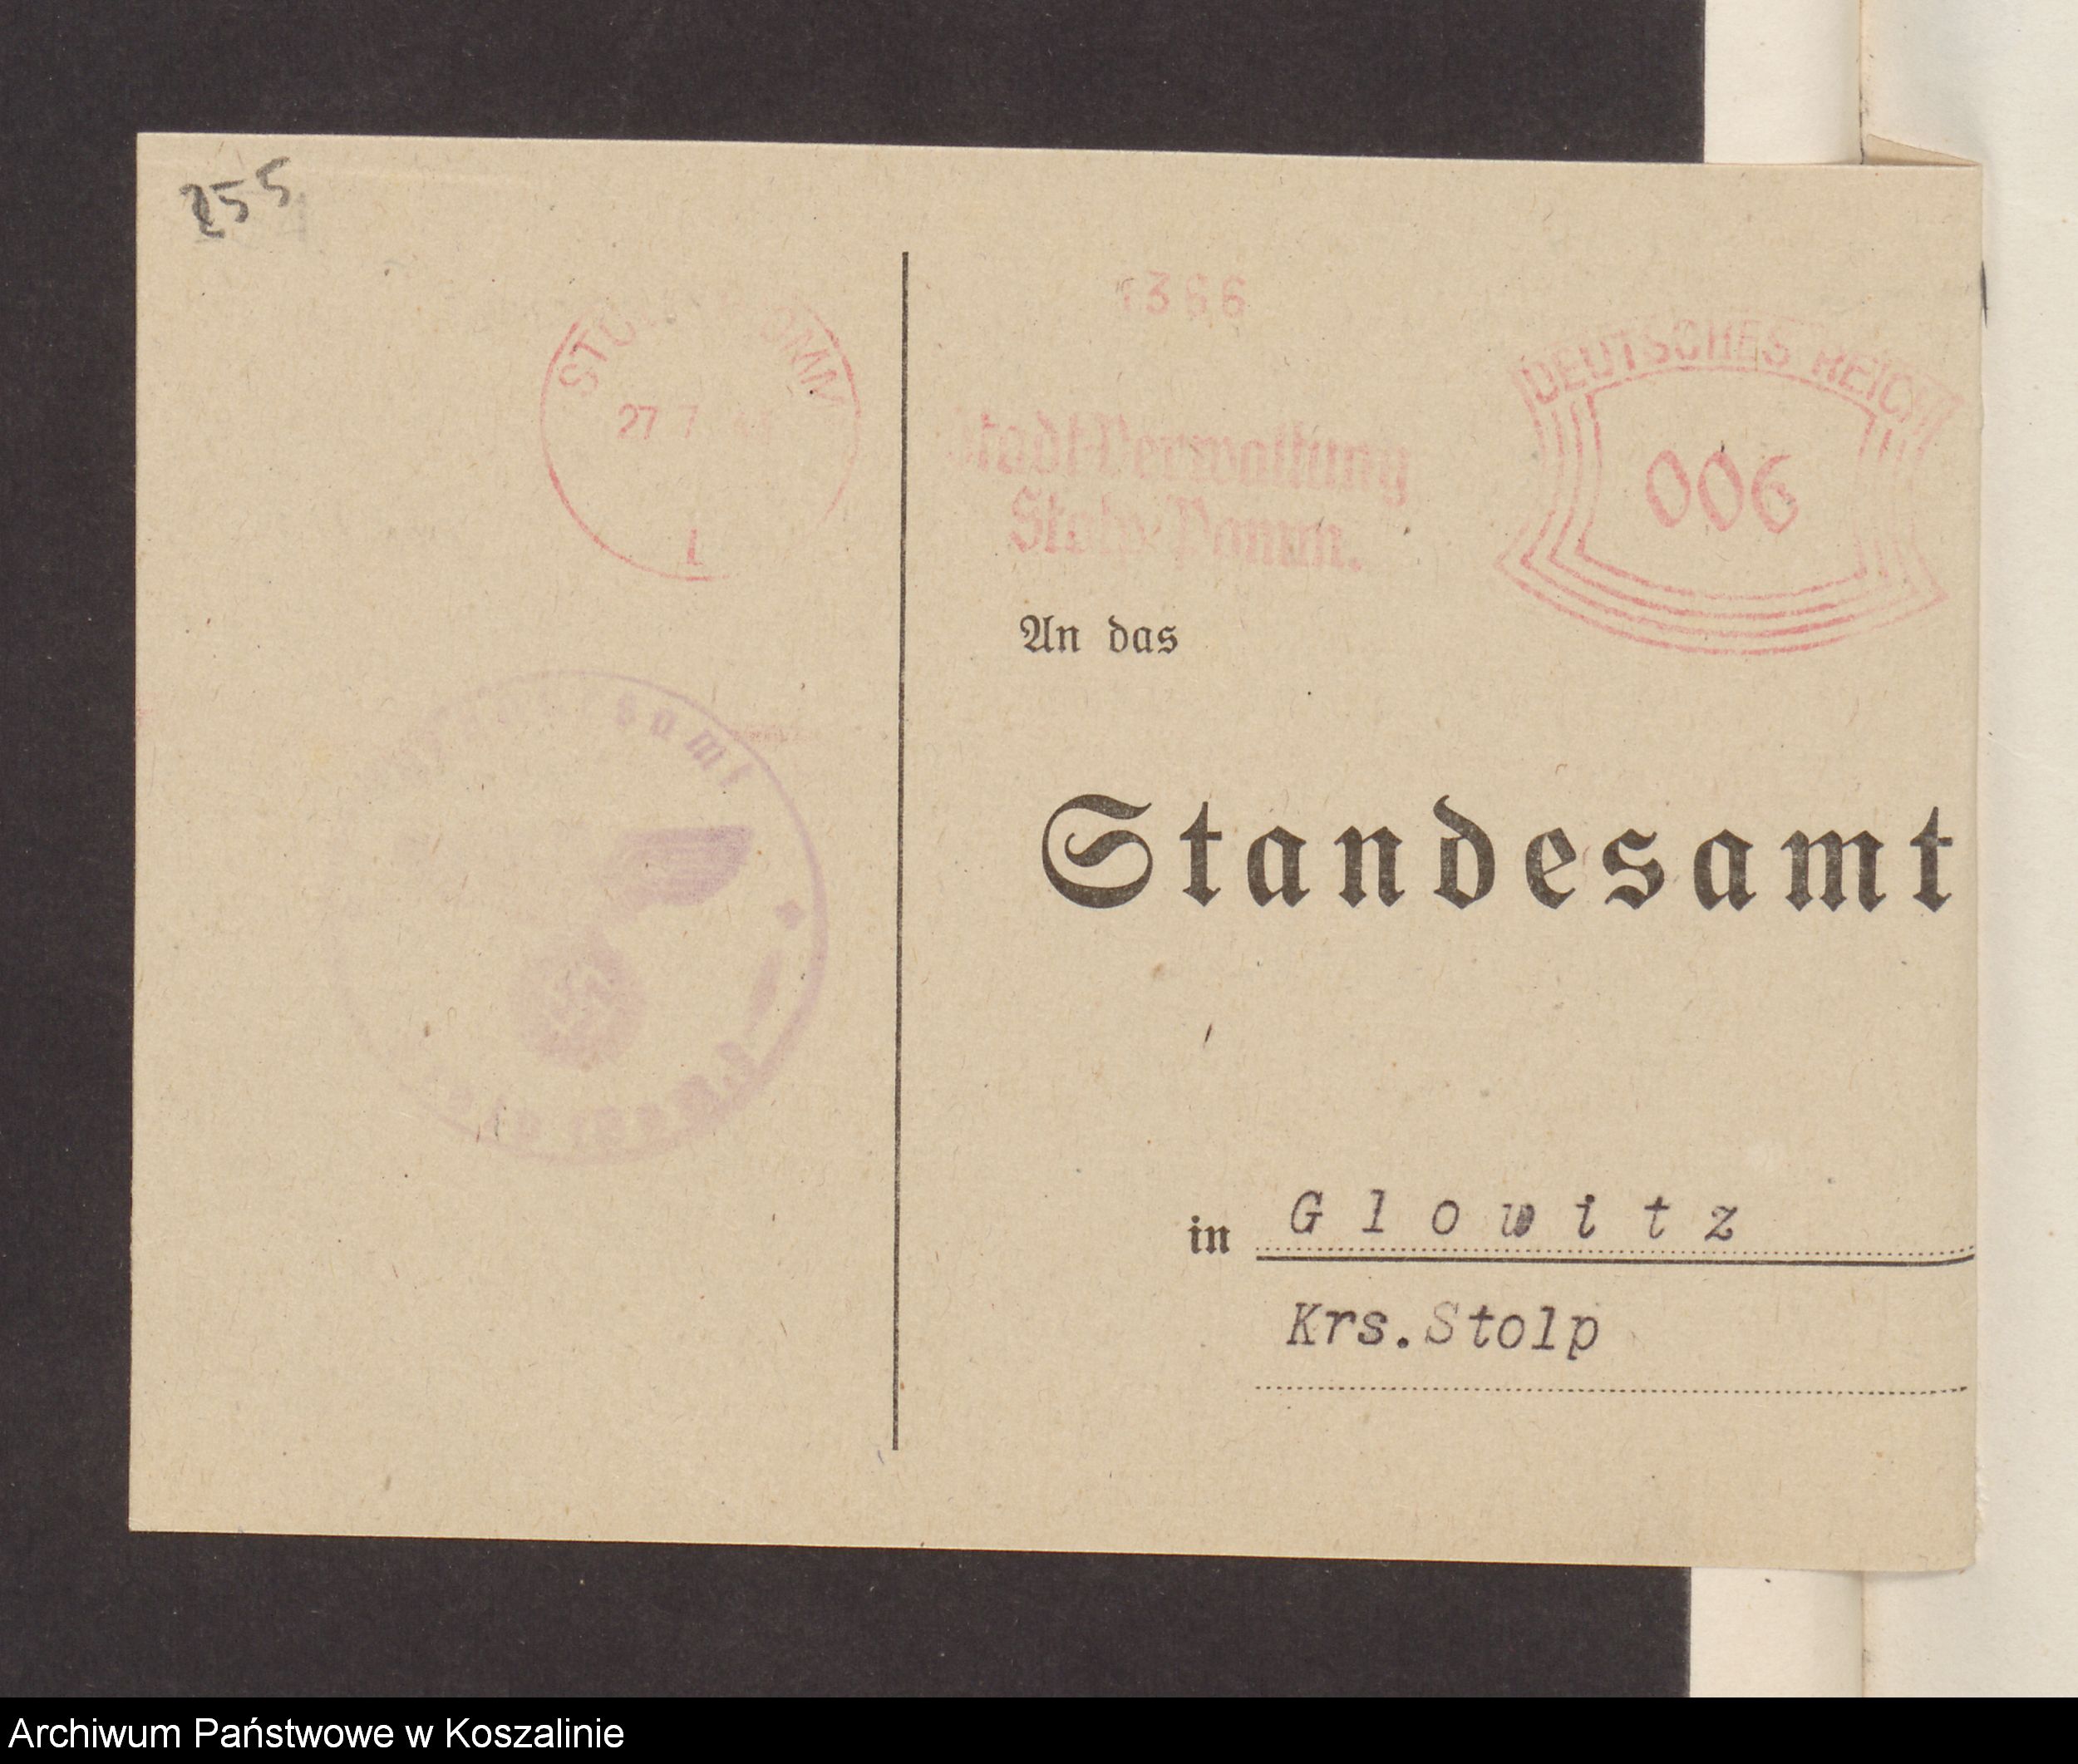 255
27 7
1
1366
Stadt-Verwaltung
Stolp-Pomm.
DEUTSCHES REICH
006
An das
Standesamt
in Glowitz
Krs.Stolp
Archiwum Państwowe w Koszalinie